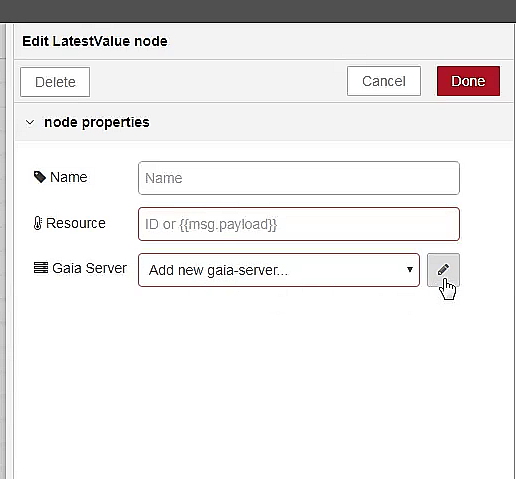 Edit LatestValue node
Delete Cancel Done
node properties
Name Name
Resource ID or {{msg.payload}}
Gaia Server Add new gaia-server...